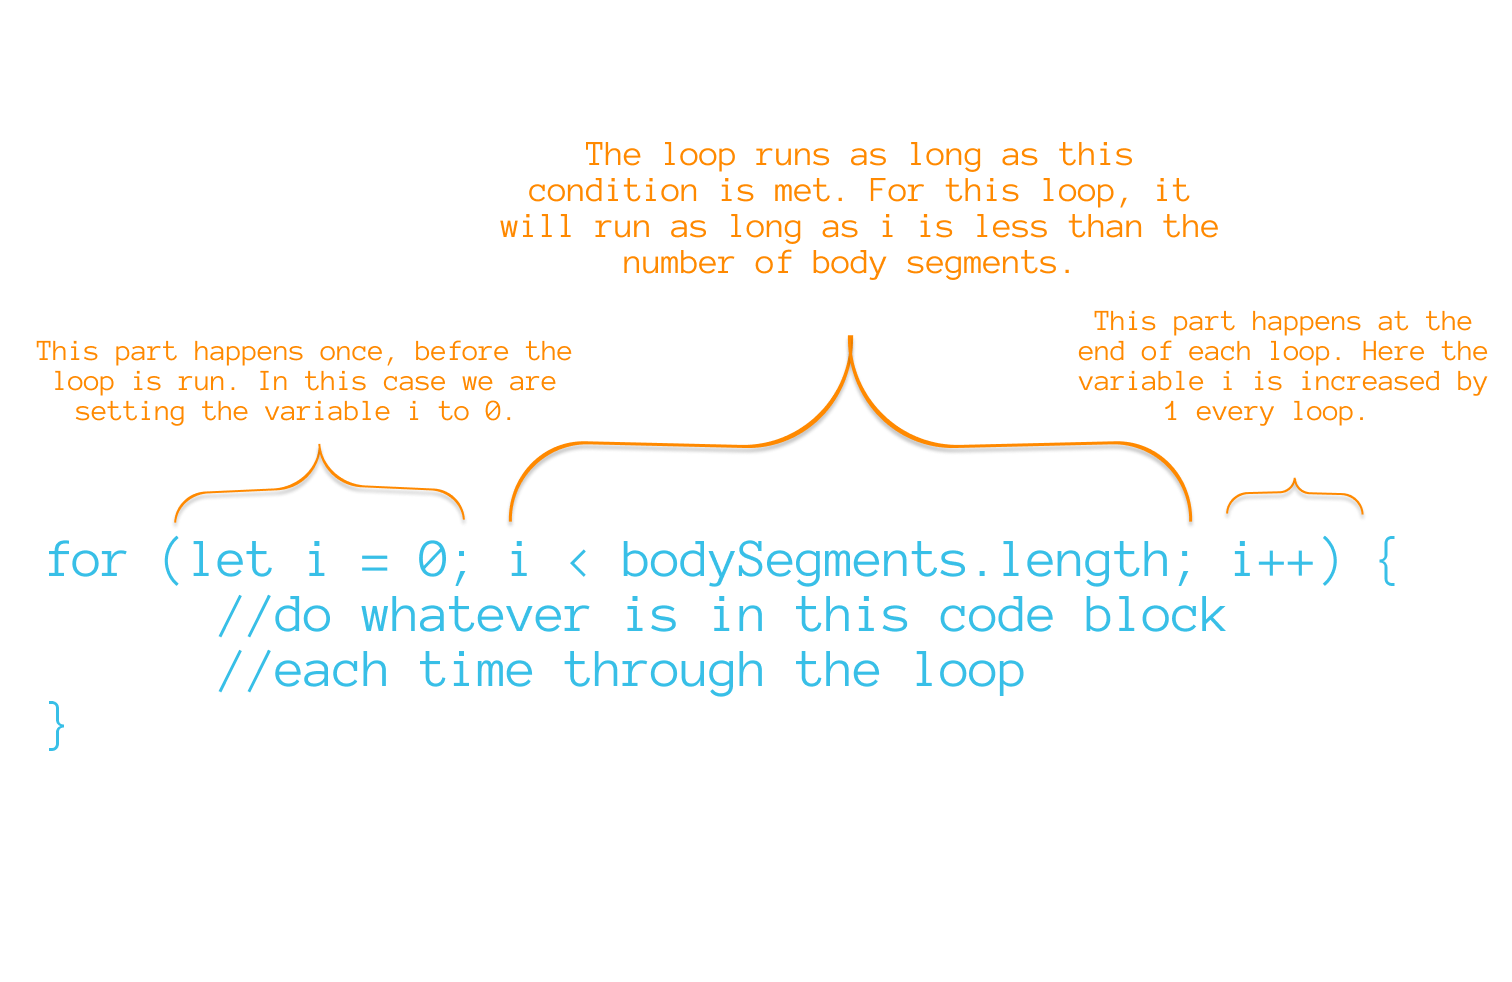 The loop runs as long as this
condition is met. For this loop, it
will run as long as i is less than the
number of body segments.
This part happens once, before the
loop is run. In this case we are
setting the variable i to 0.
This part happens at the
end of each loop. Here the
variable i is increased by
1 every loop.
for (let i = 0; i < bodySegments.length; i++) {
//do whatever is in this code block
//each time through the loop
}